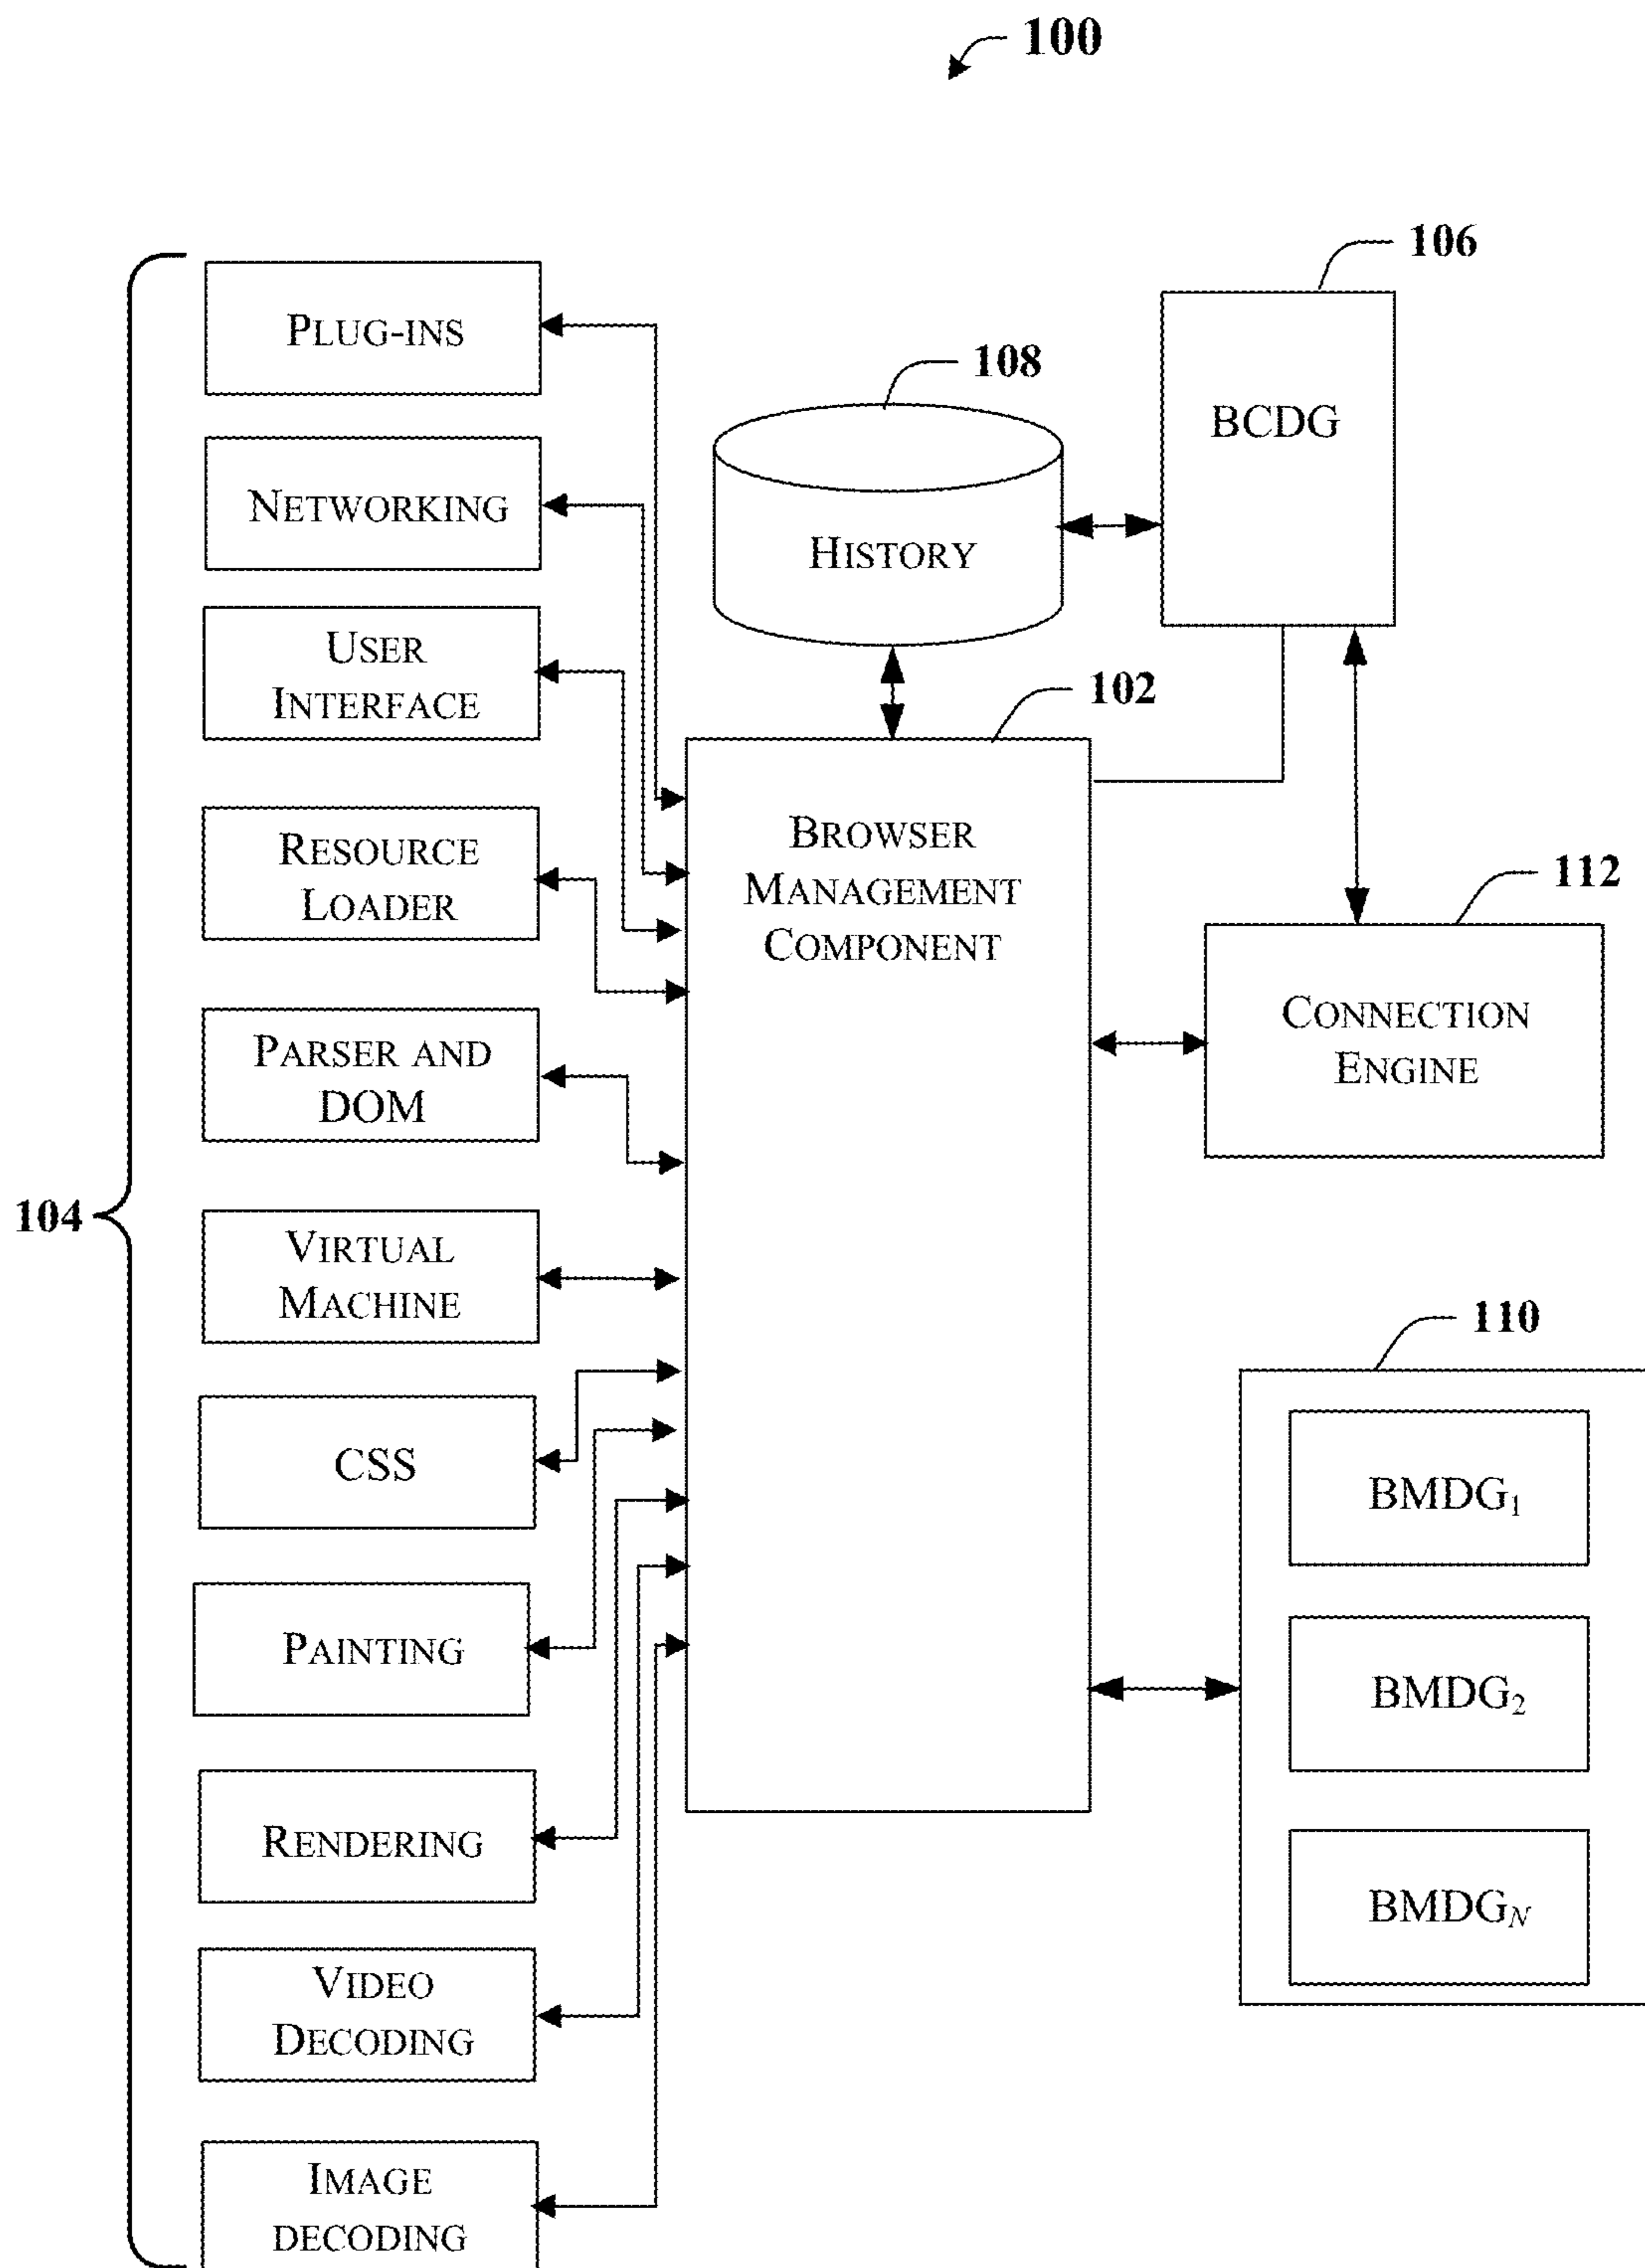 100
106
PLUG-INS
108
BCDG
NETWORKING
HISTORY
USER
INTERFACE
102
RESOURCE
LOADER
BROWSER
MANAGEMENT
COMPONENT
112
CONNECTION
ENGINE
PARSER AND
DOM
104
VIRTUAL
MACHINE
110
CSS
BMDG1
PAINTING
BMDG2
RENDERING
BMDGN
VIDEO
DECODING
IMAGE
DECODING